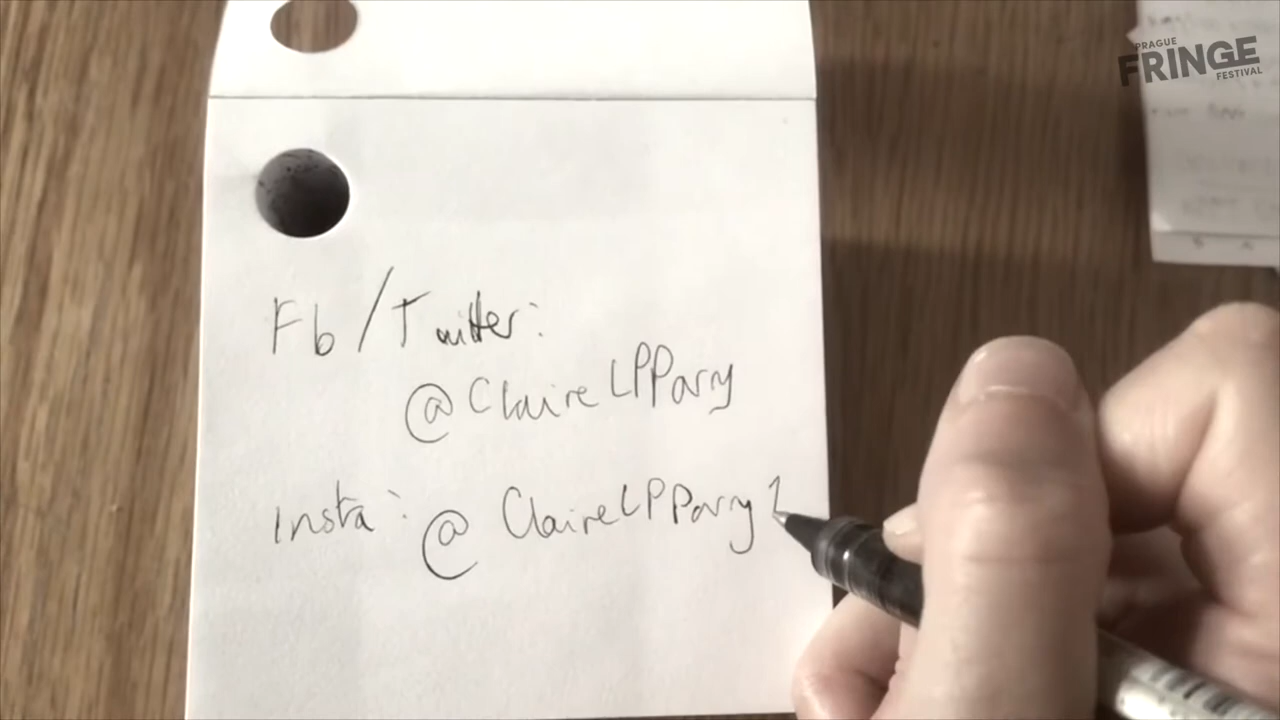 PRAGUE
FRINGE
FESTIVAL
Fb/Twitter:
@ClaireLPParry
Insta:
@ClaireLPParry1